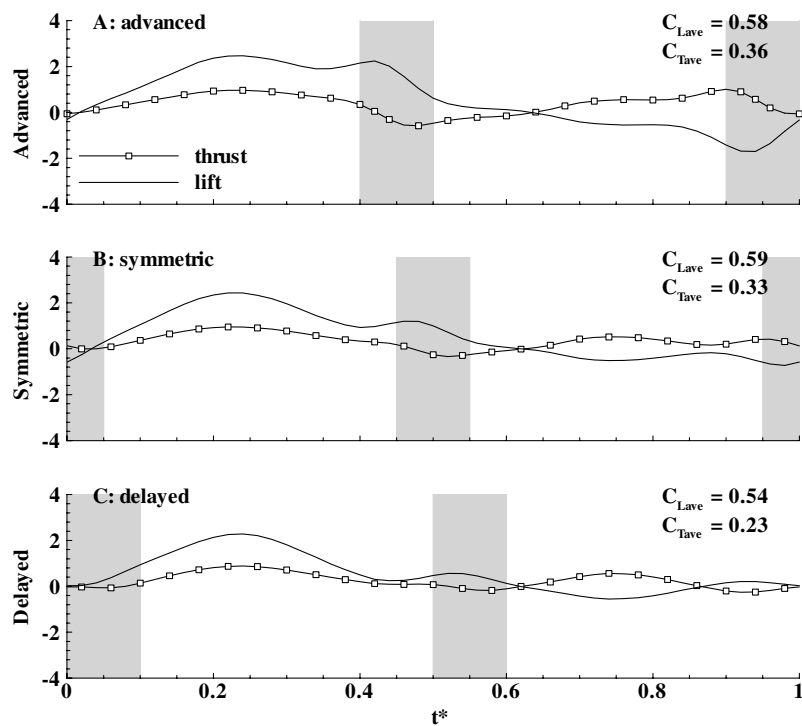 4
A: advanced
C_Lave = 0.58
C_Tave = 0.36
2
0
-2
-4
Advanced
thrust
lift
4
B: symmetric
C_Lave = 0.59
C_Tave = 0.33
2
0
-2
-4
Symmetric
4
C: delayed
C_Lave = 0.54
C_Tave = 0.23
2
0
-2
-4
Delayed
0 0.2 0.4 0.6 0.8 1
t*